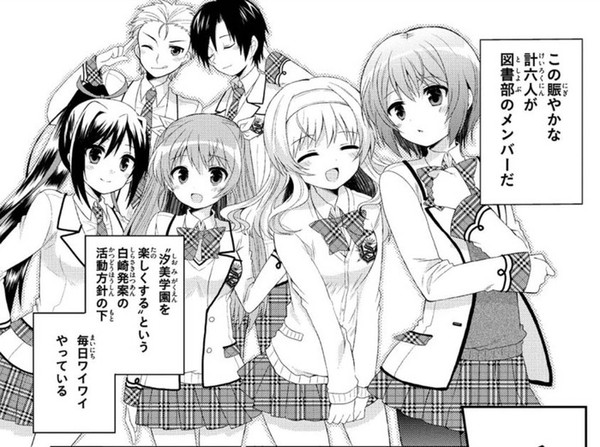 この賑やかな
計六人が
図書部のメンバーだ
〝汐美学園を
楽しくする〟という
白崎発案の
活動方針の下
毎日ワイワイ
やっている